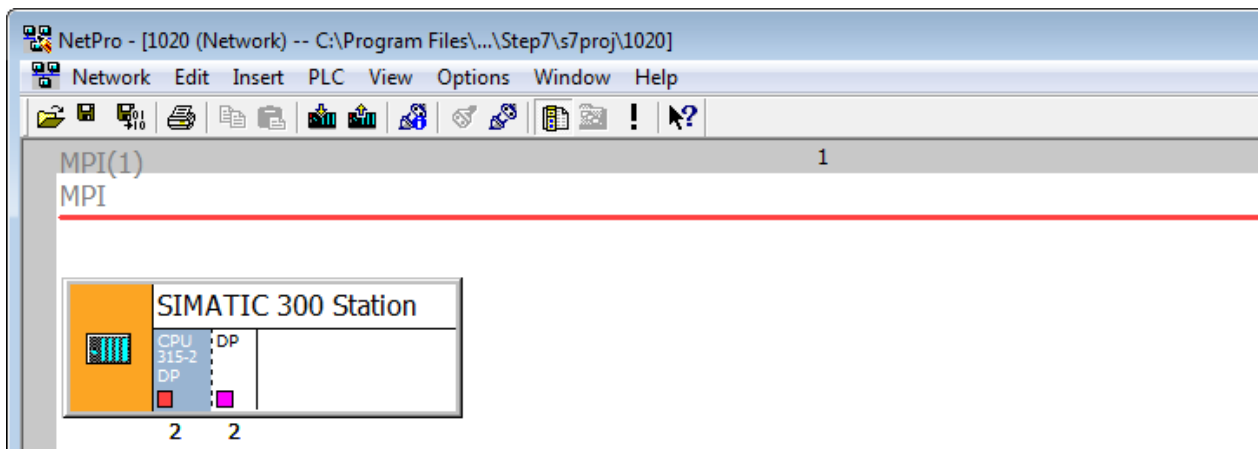 NetPro - [1020 (Network) -- C:\Program Files\...\Step7\s7proj\1020]
Network Edit Insert PLC View Options Window Help
1
MPI(1)
MPI
SIMATIC 300 Station
CPU DP
315-2
DP
2 2